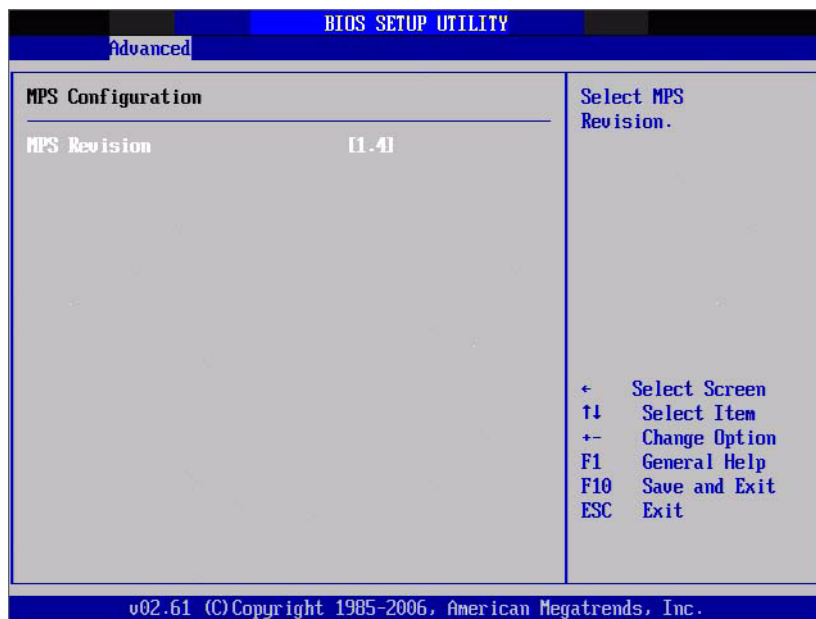 BIOS SETUP UTILITY
Advanced
MPS Configuration
MPS Revision [1.4]
Select MPS
Revision.
← Select Screen
↑↓ Select Item
+- Change Option
F1 General Help
F10 Save and Exit
ESC Exit
v02.61 (C)Copyright 1985-2006, American Megatrends, Inc.